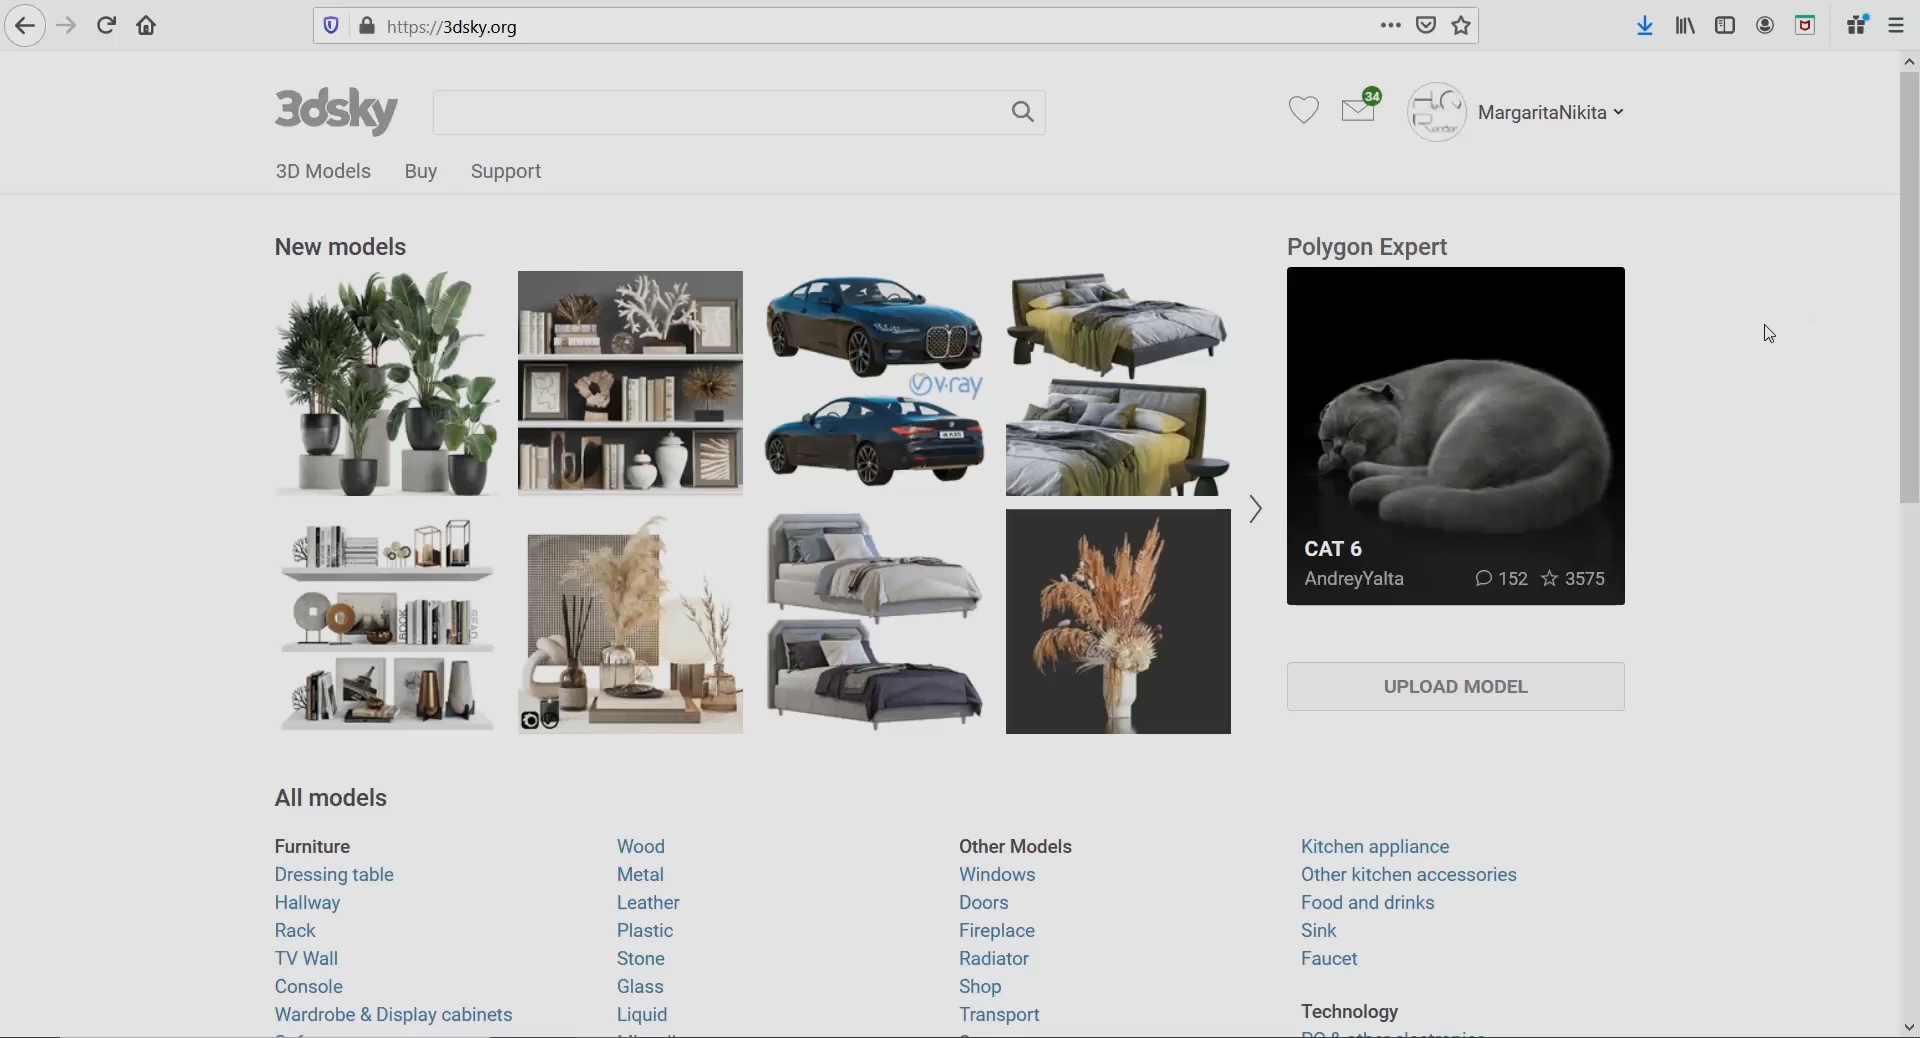 https://3dsky.org
3dsky
34
MargaritaNikita
3D Models Buy Support
New models
Polygon Expert
v·ray
CAT 6
AndreyYalta 152 3575
BOOK
READ
UPLOAD MODEL
All models
Furniture
Dressing table
Hallway
Rack
TV Wall
Console
Wardrobe & Display cabinets
Wood
Metal
Leather
Plastic
Stone
Glass
Liquid
Other Models
Windows
Doors
Fireplace
Radiator
Shop
Transport
Kitchen appliance
Other kitchen accessories
Food and drinks
Sink
Faucet
Technology